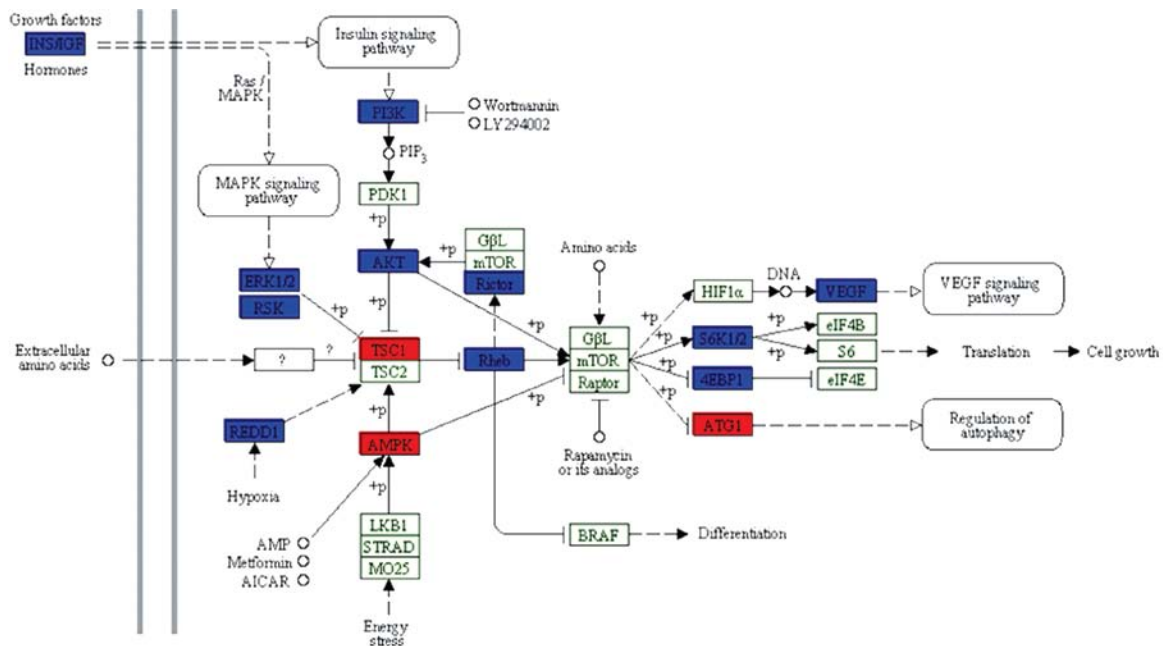 Growth factors
INS/IGF
Hormones
Insulin signaling
pathway
Ras /
MAPK
PI3K
Wortmannin
LY294002
PIP3
MAPK signaling
pathway
PDK1
+p
+p
GβL
mTOR
Rictor
AKT
Amino acids
DNA
ERK1/2
RSK
+p
+p
+p
+p
HIF1α
VEGF
VEGF signaling
pathway
+p
S6K1/2
+p
+p
eIF4B
S6
Translation
Cell growth
Extracellular
amino acids
?
?
TSC1
TSC2
Rheb
GβL
mTOR
Raptor
+p
4EBP1
eIF4E
+p
+p
+p
REDD1
AMPK
ATG1
Regulation of
autophagy
Rapamycin
or its analogs
Hypoxia
+p
AMP
Metformin
AICAR
LKB1
STRAD
MO25
BRAF
Differentiation
Energy
stress